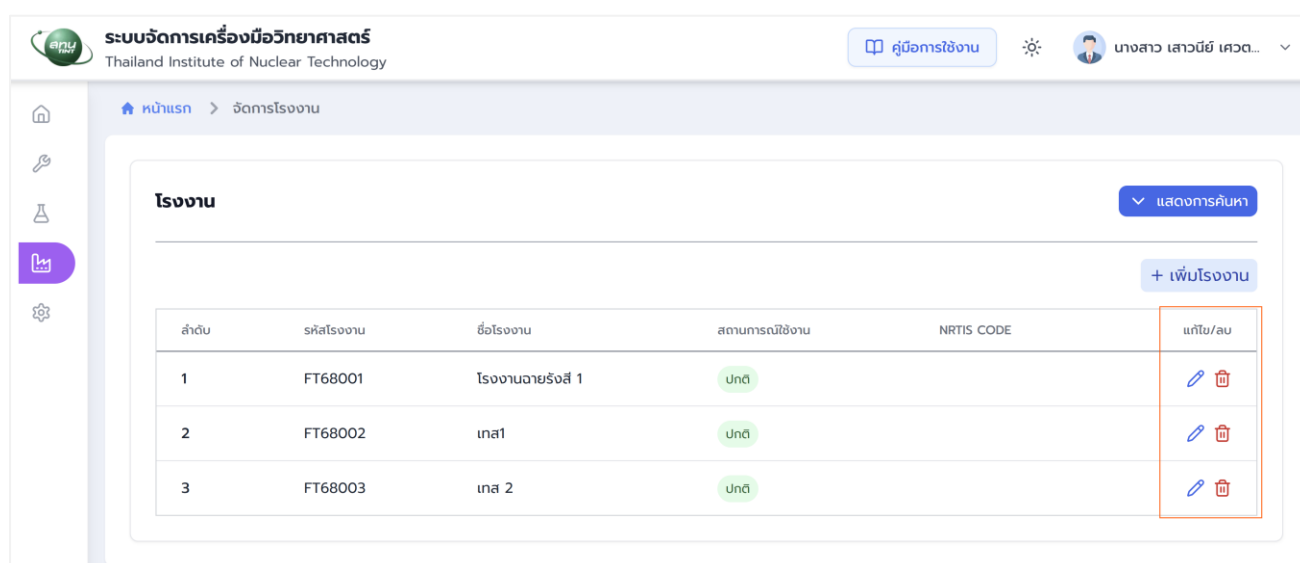 สทน
TINT
ระบบจัดการเครื่องมือวิทยาศาสตร์
Thailand Institute of Nuclear Technology
คู่มือการใช้งาน
นางสาว เสาวนีย์ เศวต...
หน้าแรก > จัดการโรงงาน
โรงงาน
แสดงการค้นหา
+ เพิ่มโรงงาน
ลำดับ รหัสโรงงาน ชื่อโรงงาน สถานการณ์ใช้งาน NRTIS CODE แก้ไข/ลบ
1 FT68001 โรงงานฉายรังสี 1 ปกติ
2 FT68002 เทส1 ปกติ
3 FT68003 เทส 2 ปกติ